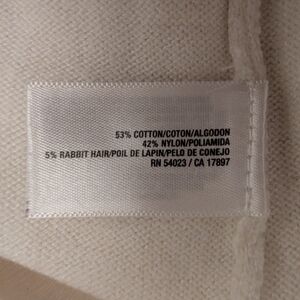 53% COTTON/COTON/ALGODON
42% NYLON/POLIAMIDA
5% RABBIT HAIR/POIL DE LAPIN/PELO DE CONEJO
RN 54023 / CA 17897